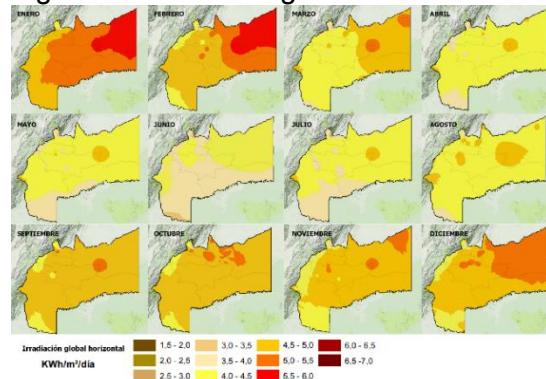 ENERO FEBRERO MARZO ABRIL
MAYO JUNIO JULIO AGOSTO
SEPTIEMBRE OCTUBRE NOVIEMBRE DICIEMBRE
Irradiación global horizontal
KWh/m²/día
1,5 - 2,0 3,0 - 3,5 4,5 - 5,0 6,0 - 6,5
2,0 - 2,5 3,5 - 4,0 5,0 - 5,5 6,5 -7,0
2,5 - 3,0 4,0 - 4,5 5,5 - 6,0